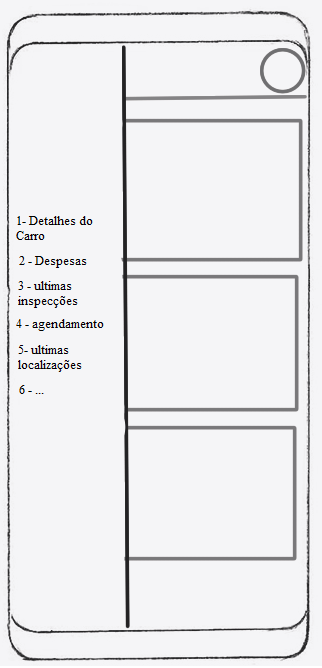 1- Detalhes do
Carro
2 - Despesas
3 - ultimas
inspecções
4 - agendamento
5- ultimas
localizações
6 - ...